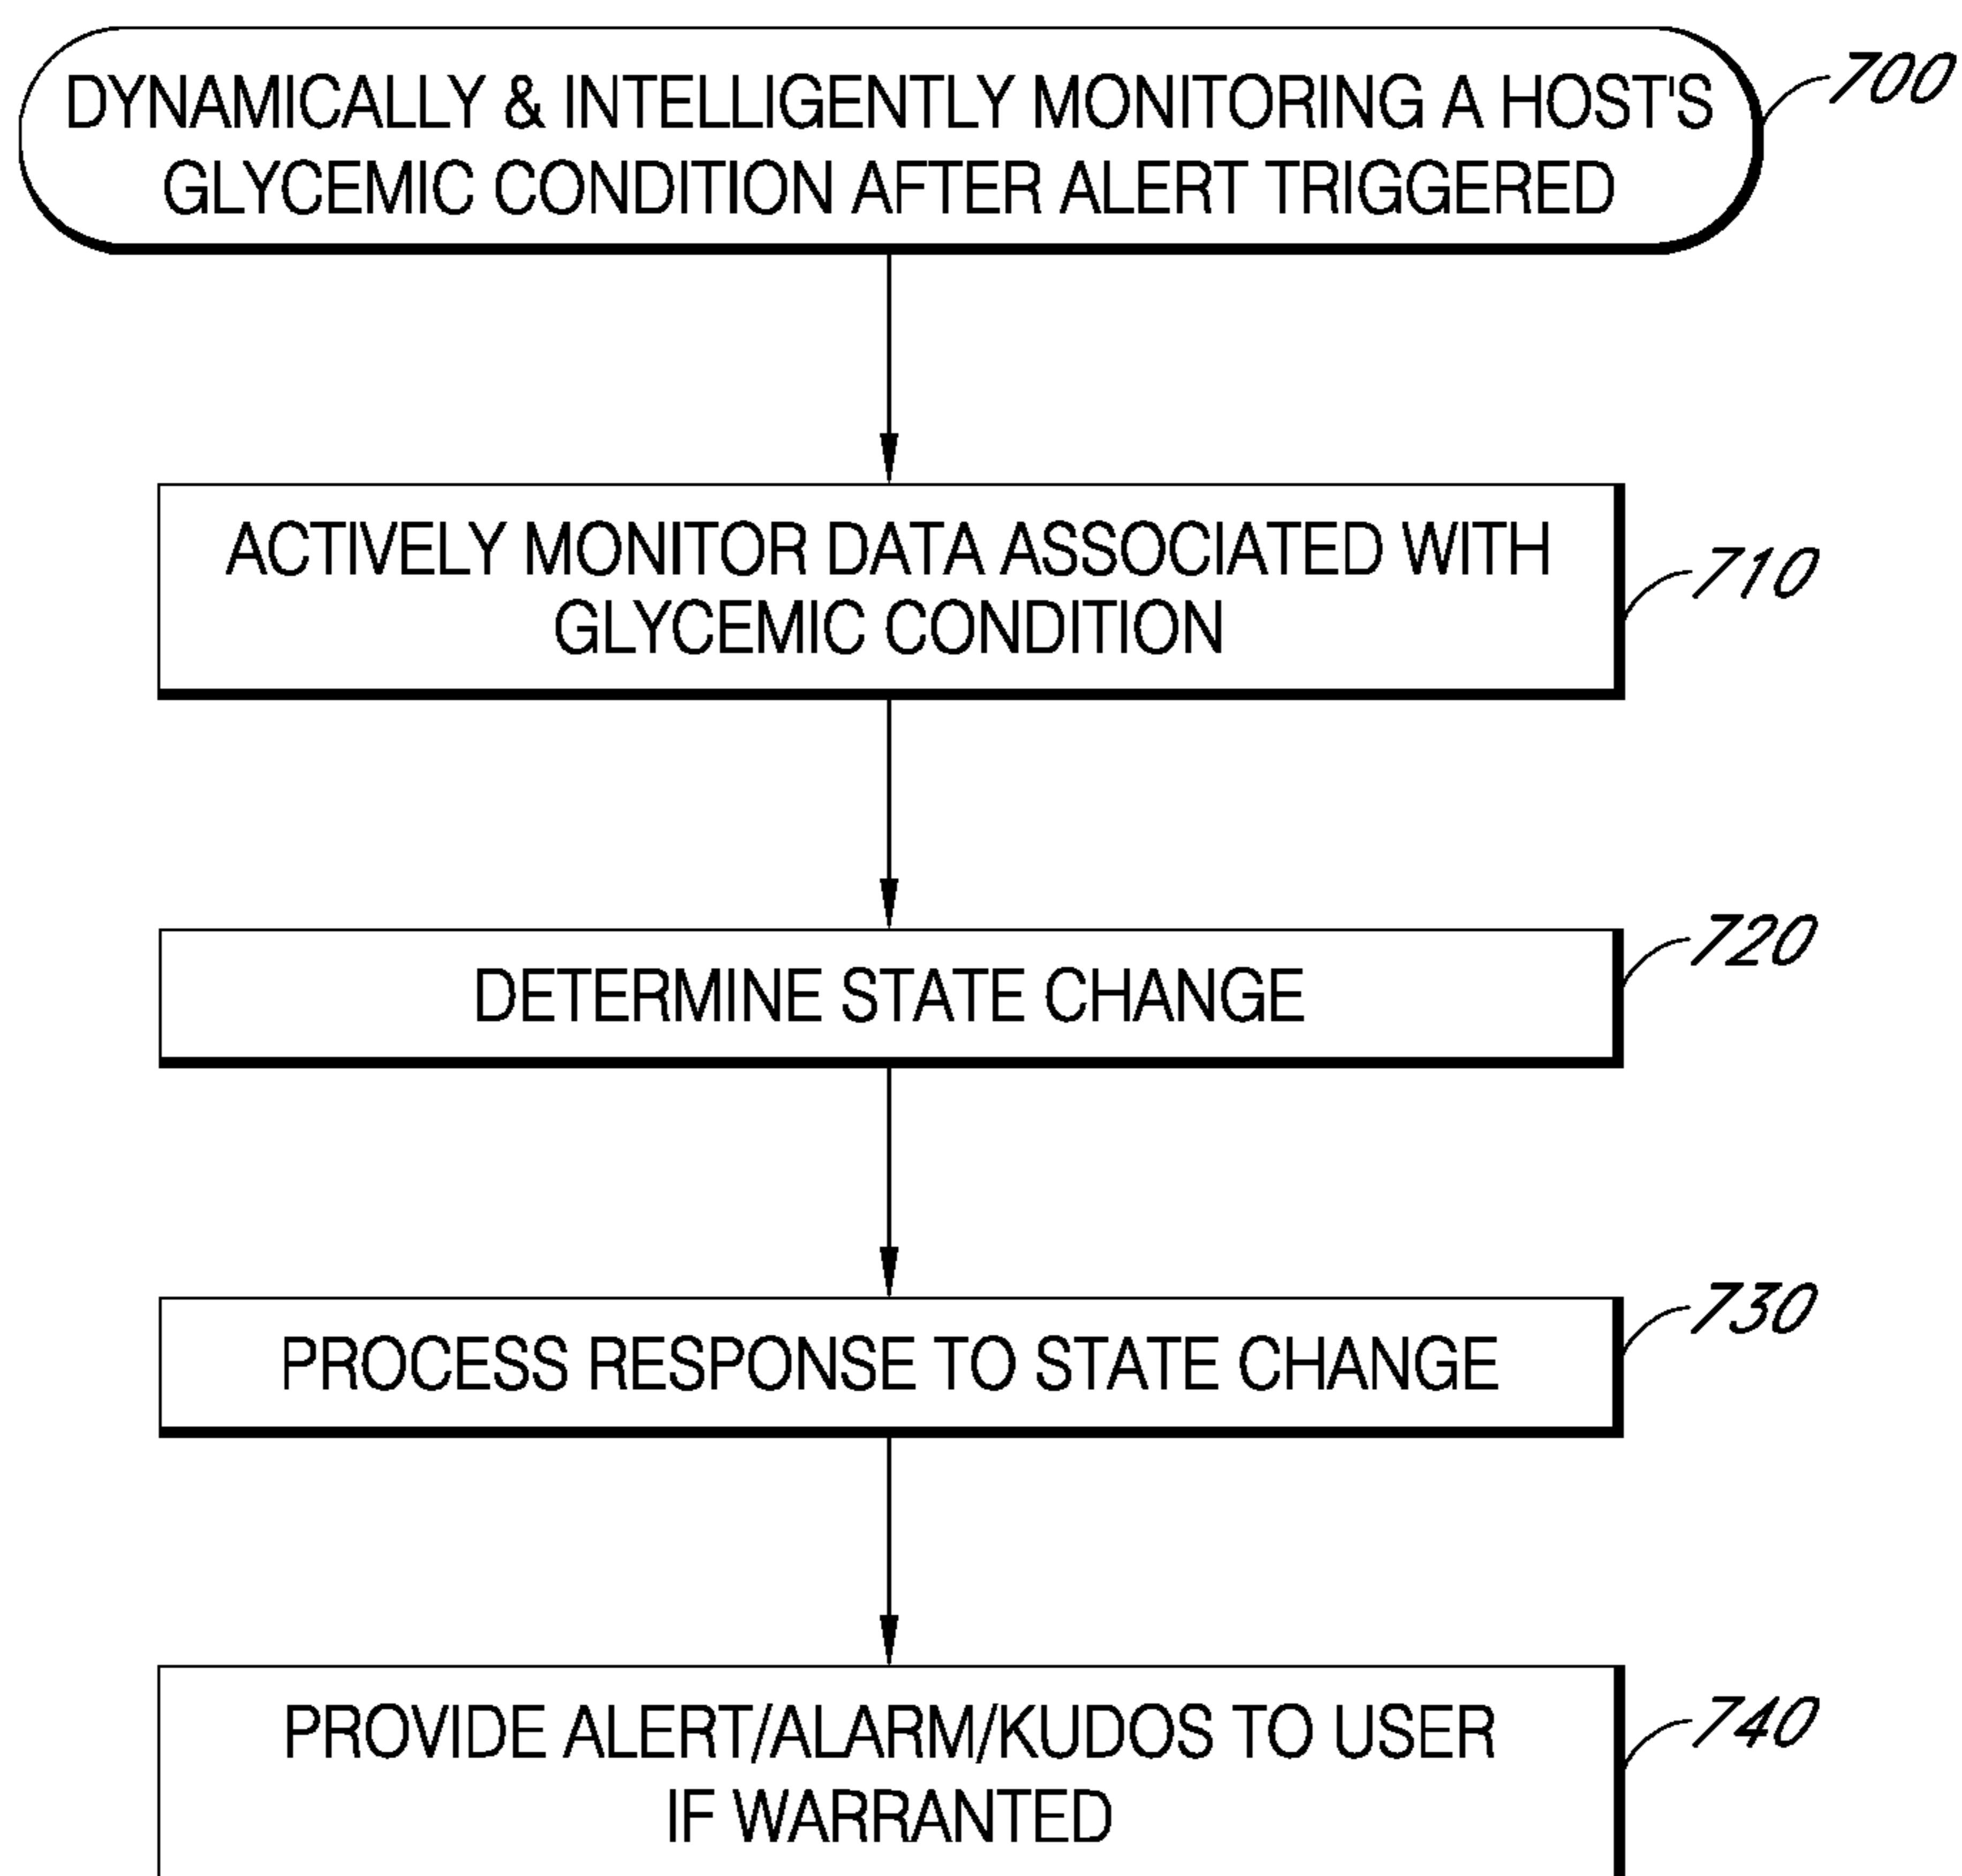 DYNAMICALLY & INTELLIGENTLY MONITORING A HOST'S
GLYCEMIC CONDITION AFTER ALERT TRIGGERED
700
ACTIVELY MONITOR DATA ASSOCIATED WITH
GLYCEMIC CONDITION
710
DETERMINE STATE CHANGE
720
PROCESS RESPONSE TO STATE CHANGE
730
PROVIDE ALERT/ALARM/KUDOS TO USER
IF WARRANTED
740